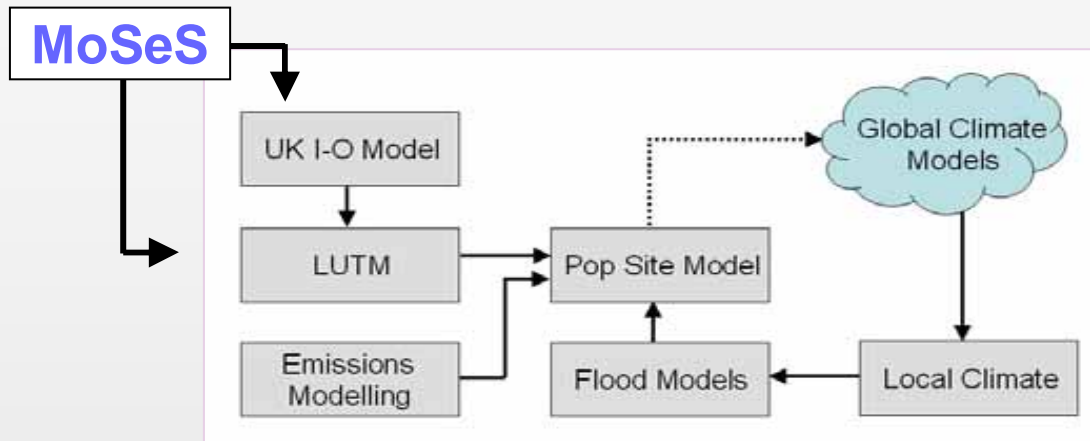 MoSeS
UK I-O Model
Global Climate
Models
LUTM
Pop Site Model
Emissions
Modelling
Flood Models
Local Climate